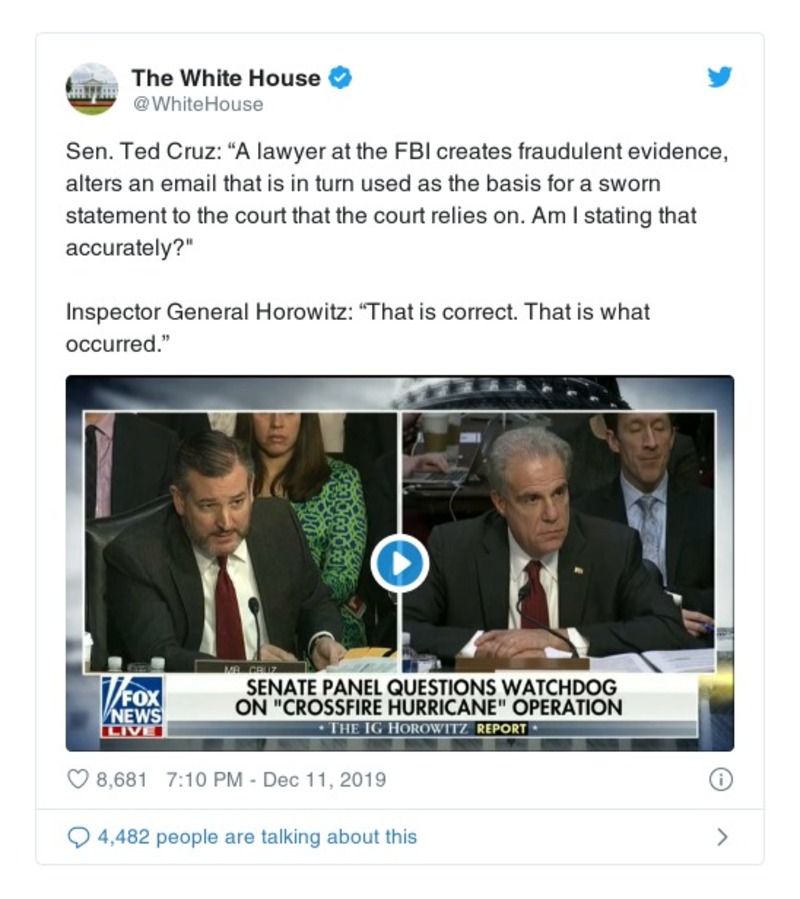 The White House
@WhiteHouse
Sen. Ted Cruz: “A lawyer at the FBI creates fraudulent evidence,
alters an email that is in turn used as the basis for a sworn
statement to the court that the court relies on. Am I stating that
accurately?"
Inspector General Horowitz: “That is correct. That is what
occurred.”
MR. CRUZ
FOX
NEWS
LIVE
SENATE PANEL QUESTIONS WATCHDOG
ON "CROSSFIRE HURRICANE" OPERATION
• THE IG HOROWITZ REPORT •
8,681 7:10 PM - Dec 11, 2019
4,482 people are talking about this